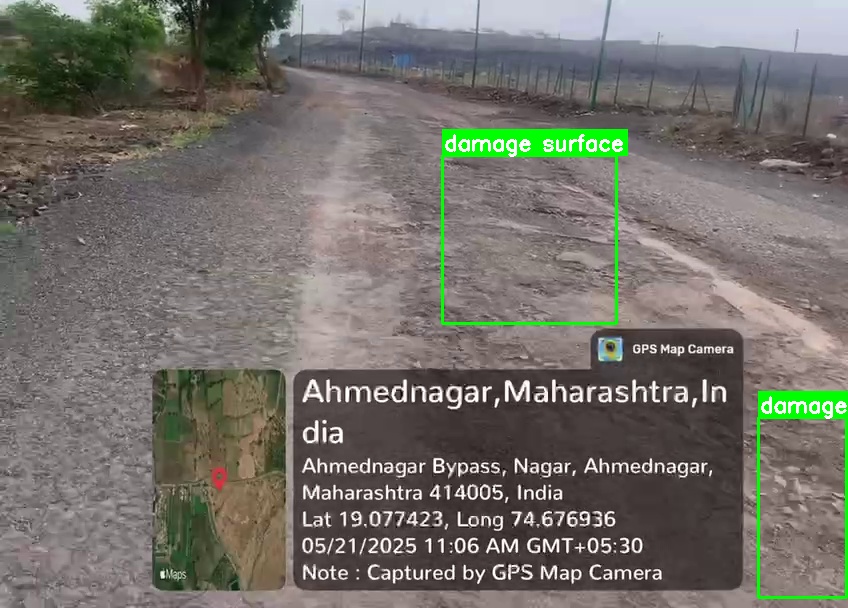 damage surface
GPS Map Camera
Ahmednagar,Maharashtra,In
dia
Ahmednagar Bypass, Nagar, Ahmednagar,
Maharashtra 414005, India
Lat 19.077423, Long 74.676936
05/21/2025 11:06 AM GMT+05:30
Note : Captured by GPS Map Camera
damage
Maps